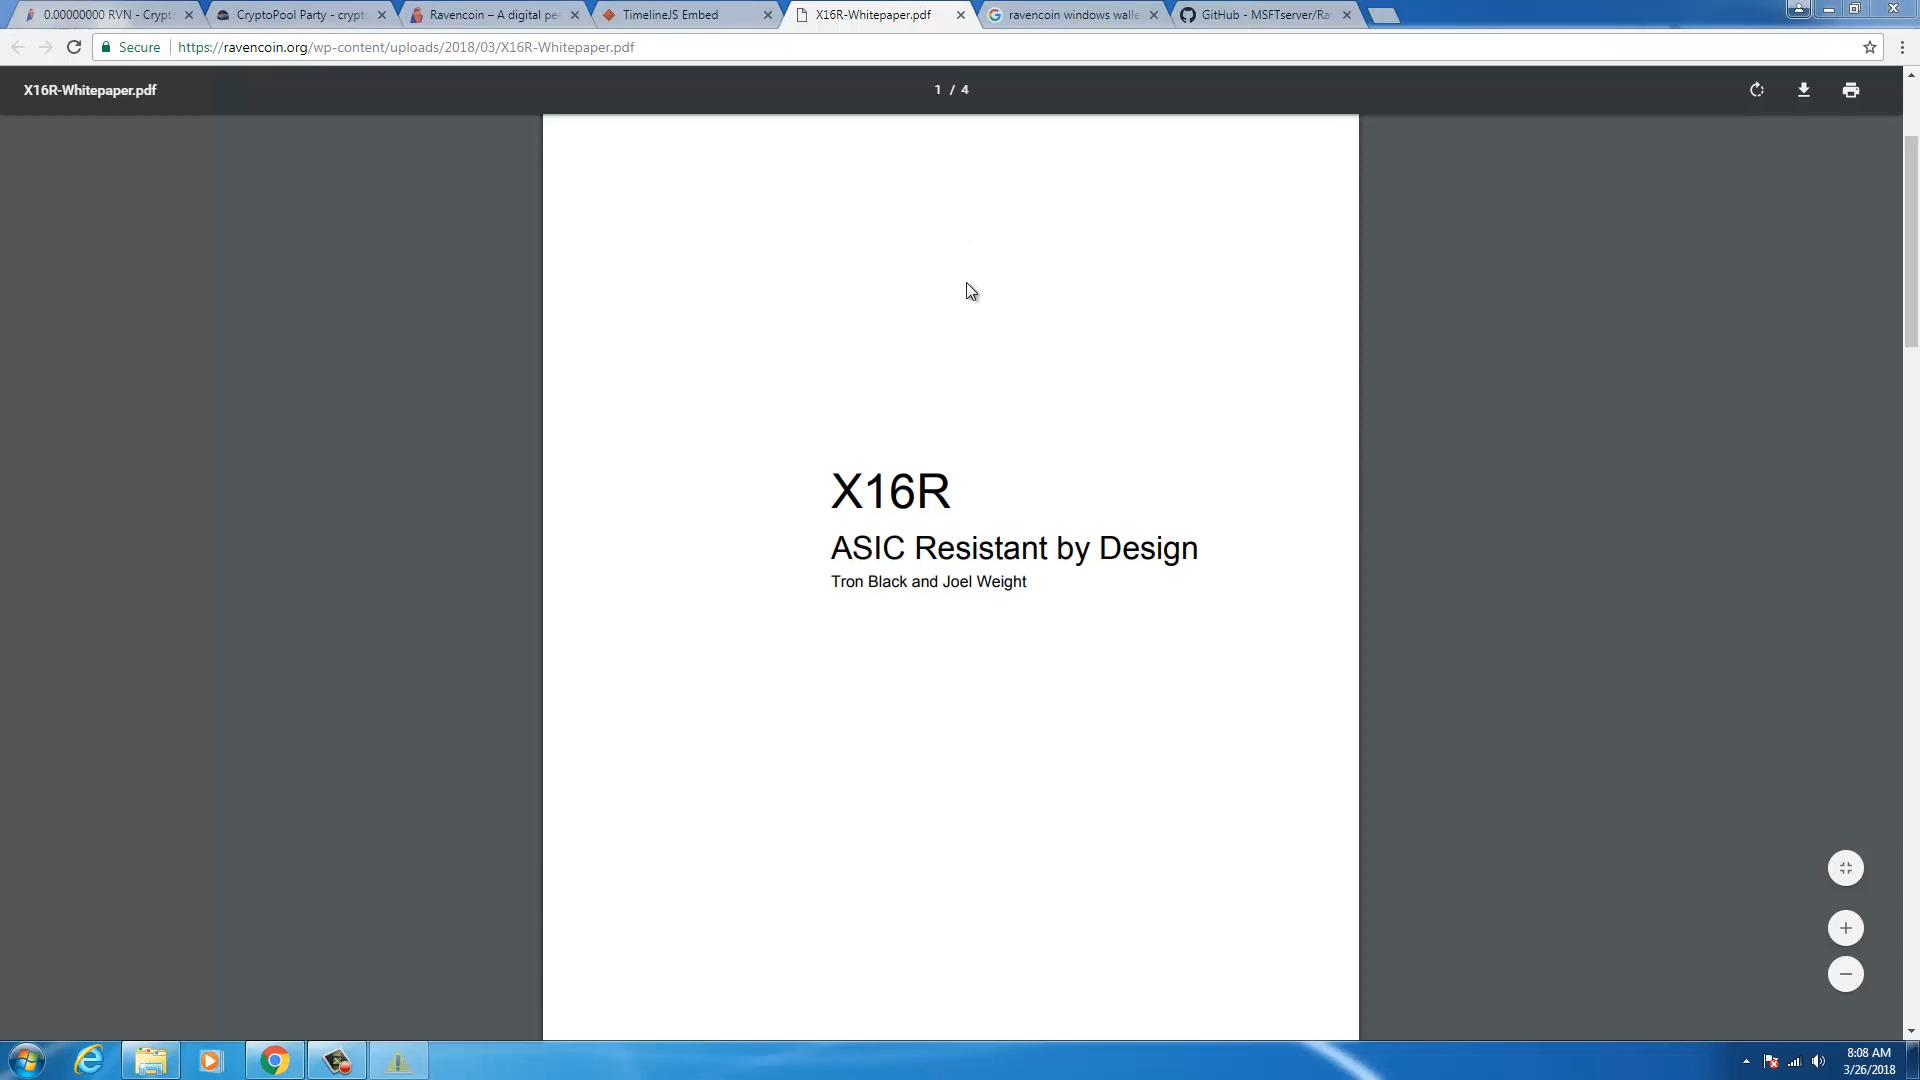 0.00000000 RVN - Crypt
CryptoPool Party - crypt
Ravencoin – A digital pe
TimelineJS Embed
X16R-Whitepaper.pdf
ravencoin windows walle
GitHub - MSFTserver/Ra
Secure https://ravencoin.org/wp-content/uploads/2018/03/X16R-Whitepaper.pdf
X16R-Whitepaper.pdf
1 / 4
X16R
ASIC Resistant by Design
Tron Black and Joel Weight
8:08 AM
3/26/2018